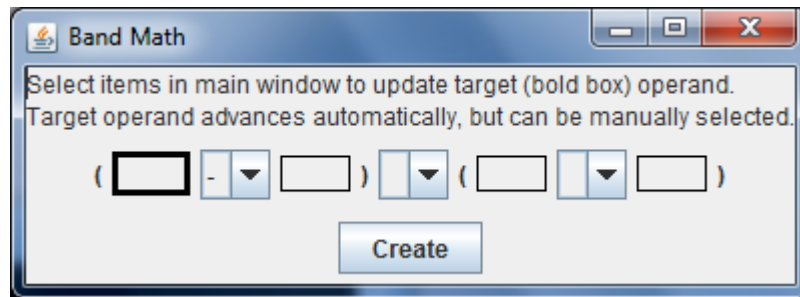 Band Math
Select items in main window to update target (bold box) operand.
Target operand advances automatically, but can be manually selected.
( - ) ( )
Create